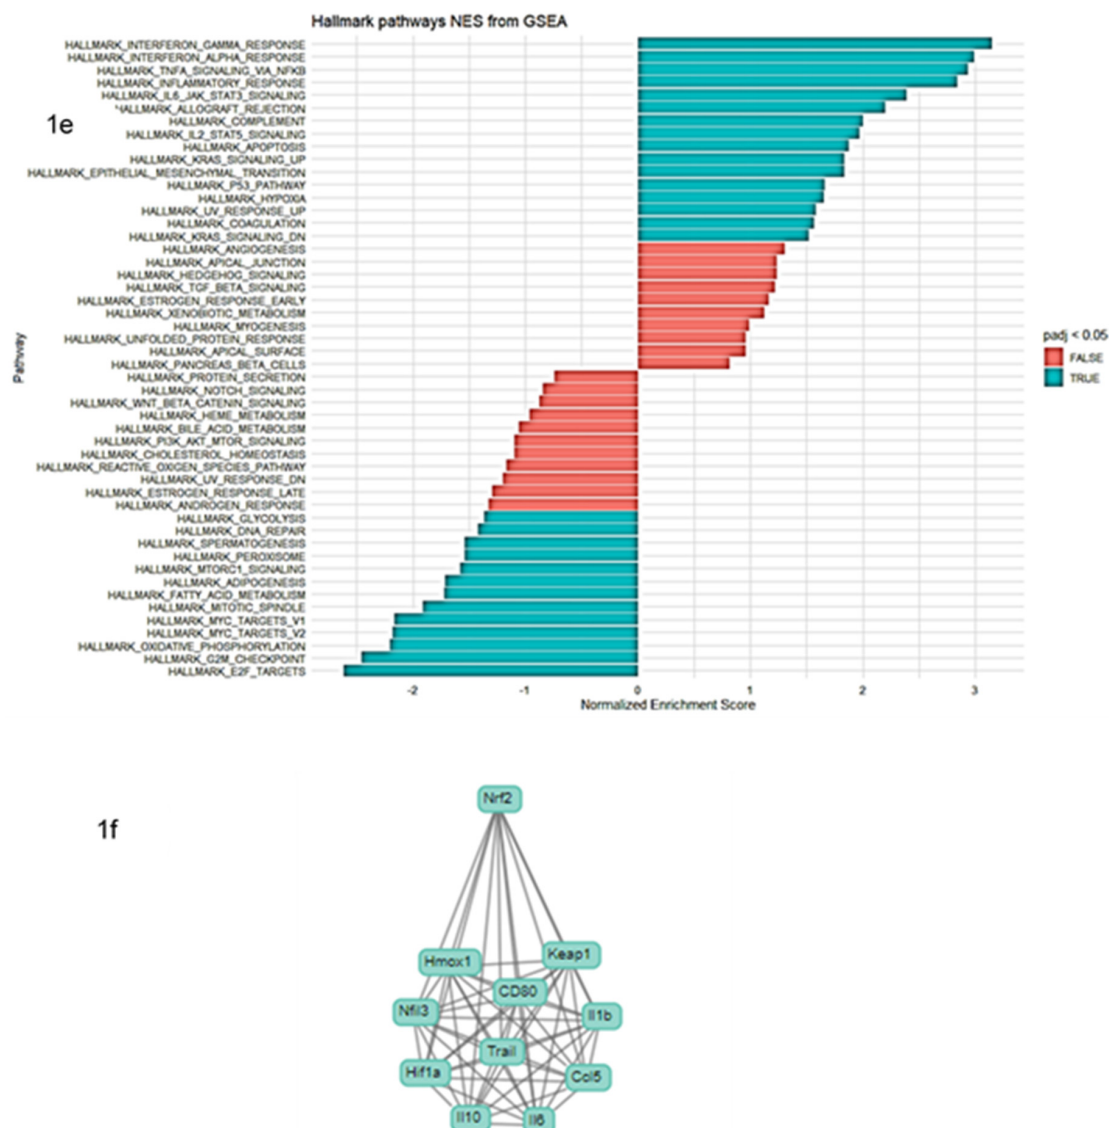 Hallmark pathways NES from GSEA
1e
HALLMARK_INTERFERON_GAMMA_RESPONSE
HALLMARK_INTERFERON_ALPHA_RESPONSE
HALLMARK_TNFA_SIGNALING_VIA_NFKB
HALLMARK_INFLAMMATORY_RESPONSE
HALLMARK_IL6_JAK_STAT3_SIGNALING
HALLMARK_ALLOGRAFT_REJECTION
HALLMARK_COMPLEMENT
HALLMARK_IL2_STAT5_SIGNALING
HALLMARK_APOPTOSIS
HALLMARK_KRAS_SIGNALING_UP
HALLMARK_EPITHELIAL_MESENCHYMAL_TRANSITION
HALLMARK_P53_PATHWAY
HALLMARK_HYPOXIA
HALLMARK_UV_RESPONSE_UP
HALLMARK_COAGULATION
HALLMARK_KRAS_SIGNALING_DN
HALLMARK_ANGIOGENESIS
HALLMARK_APICAL_JUNCTION
HALLMARK_HEDGEHOG_SIGNALING
HALLMARK_TGF_BETA_SIGNALING
HALLMARK_ESTROGEN_RESPONSE_EARLY
HALLMARK_XENOBIOTIC_METABOLISM
HALLMARK_MYOGENESIS
HALLMARK_UNFOLDED_PROTEIN_RESPONSE
HALLMARK_APICAL_SURFACE
HALLMARK_PANCREAS_BETA_CELLS
HALLMARK_PROTEIN_SECRETION
HALLMARK_NOTCH_SIGNALING
HALLMARK_WNT_BETA_CATENIN_SIGNALING
HALLMARK_HEME_METABOLISM
HALLMARK_BILE_ACID_METABOLISM
HALLMARK_PI3K_AKT_MTOR_SIGNALING
HALLMARK_CHOLESTEROL_HOMEOSTASIS
HALLMARK_REACTIVE_OXIGEN_SPECIES_PATHWAY
HALLMARK_UV_RESPONSE_DN
HALLMARK_ESTROGEN_RESPONSE_LATE
HALLMARK_ANDROGEN_RESPONSE
HALLMARK_GLYCOLYSIS
HALLMARK_DNA_REPAIR
HALLMARK_SPERMATOGENESIS
HALLMARK_PEROXISOME
HALLMARK_MTORC1_SIGNALING
HALLMARK_ADIPOGENESIS
HALLMARK_FATTY_ACID_METABOLISM
HALLMARK_MITOTIC_SPINDLE
HALLMARK_MYC_TARGETS_V1
HALLMARK_MYC_TARGETS_V2
HALLMARK_OXIDATIVE_PHOSPHORYLATION
HALLMARK_G2M_CHECKPOINT
HALLMARK_E2F_TARGETS
Pathway
-2 -1 0 1 2 3
Normalized Enrichment Score
padj < 0.05
FALSE
TRUE
1f
Nrf2
Hmox1
Keap1
CD80
Nfil3
Il1b
Trail
Hif1a
Ccl5
Il10
Il6